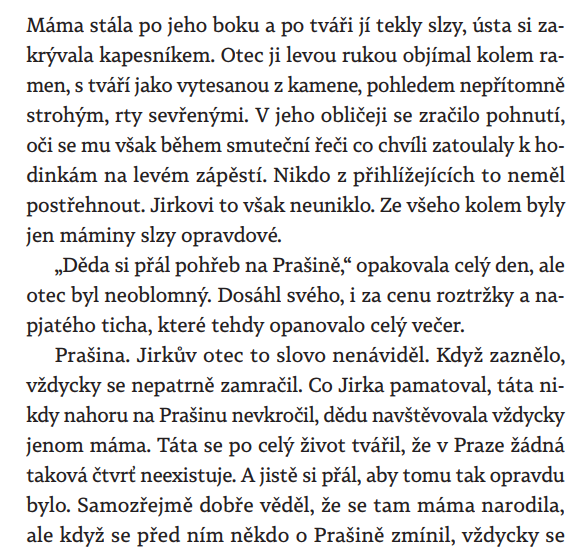 Máma stála po jeho boku a po tváři jí tekly slzy, ústa si za-
krývala kapesníkem. Otec ji levou rukou objímal kolem ra-
men, s tváří jako vytesanou z kamene, pohledem nepřítomně
strohým, rty sevřenými. V jeho obličeji se zračilo pohnutí,
oči se mu však během smuteční řeči co chvíli zatoulaly k ho-
dinkám na levém zápěstí. Nikdo z přihlížejících to neměl
postřehnout. Jirkovi to však neuniklo. Ze všeho kolem byly
jen máminy slzy opravdové.
„Děda si přál pohřeb na Prašině,“ opakovala celý den, ale
otec byl neoblomný. Dosáhl svého, i za cenu roztržky a na-
pjatého ticha, které tehdy opanovalo celý večer.
Prašina. Jirkův otec to slovo nenáviděl. Když zaznělo,
vždycky se nepatrně zamračil. Co Jirka pamatoval, táta ni-
kdy nahoru na Prašinu nevkročil, dědu navštěvovala vždycky
jenom máma. Táta se po celý život tvářil, že v Praze žádná
taková čtvrť neexistuje. A jistě si přál, aby tomu tak opravdu
bylo. Samozřejmě dobře věděl, že se tam máma narodila,
ale když se před ním někdo o Prašině zmínil, vždycky se